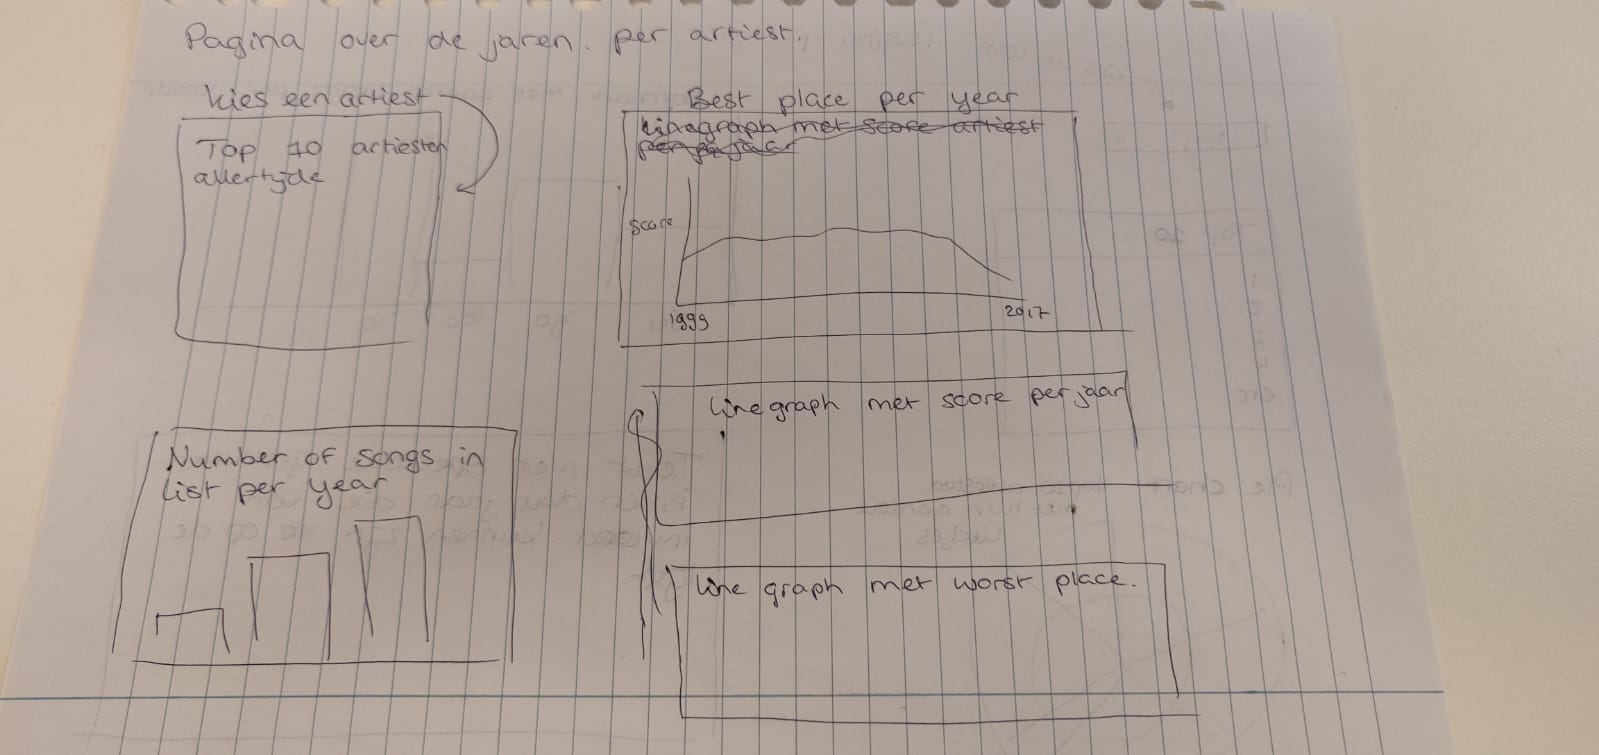 Pagina over de jaren. per artiest.
Kies een artiest
Top 10 artiesten
allertijde
Best place per year
Linegraph met score artiest
per jaar
score
1999
2017
Line graph met score per jaar
Number of songs in
list per year
Line graph met worst place.